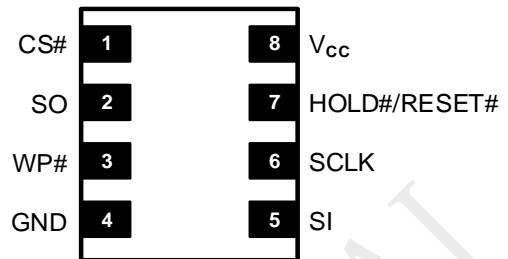 CS# 1 8 Vcc
SO 2 7 HOLD#/RESET#
WP# 3 6 SCLK
GND 4 5 SI